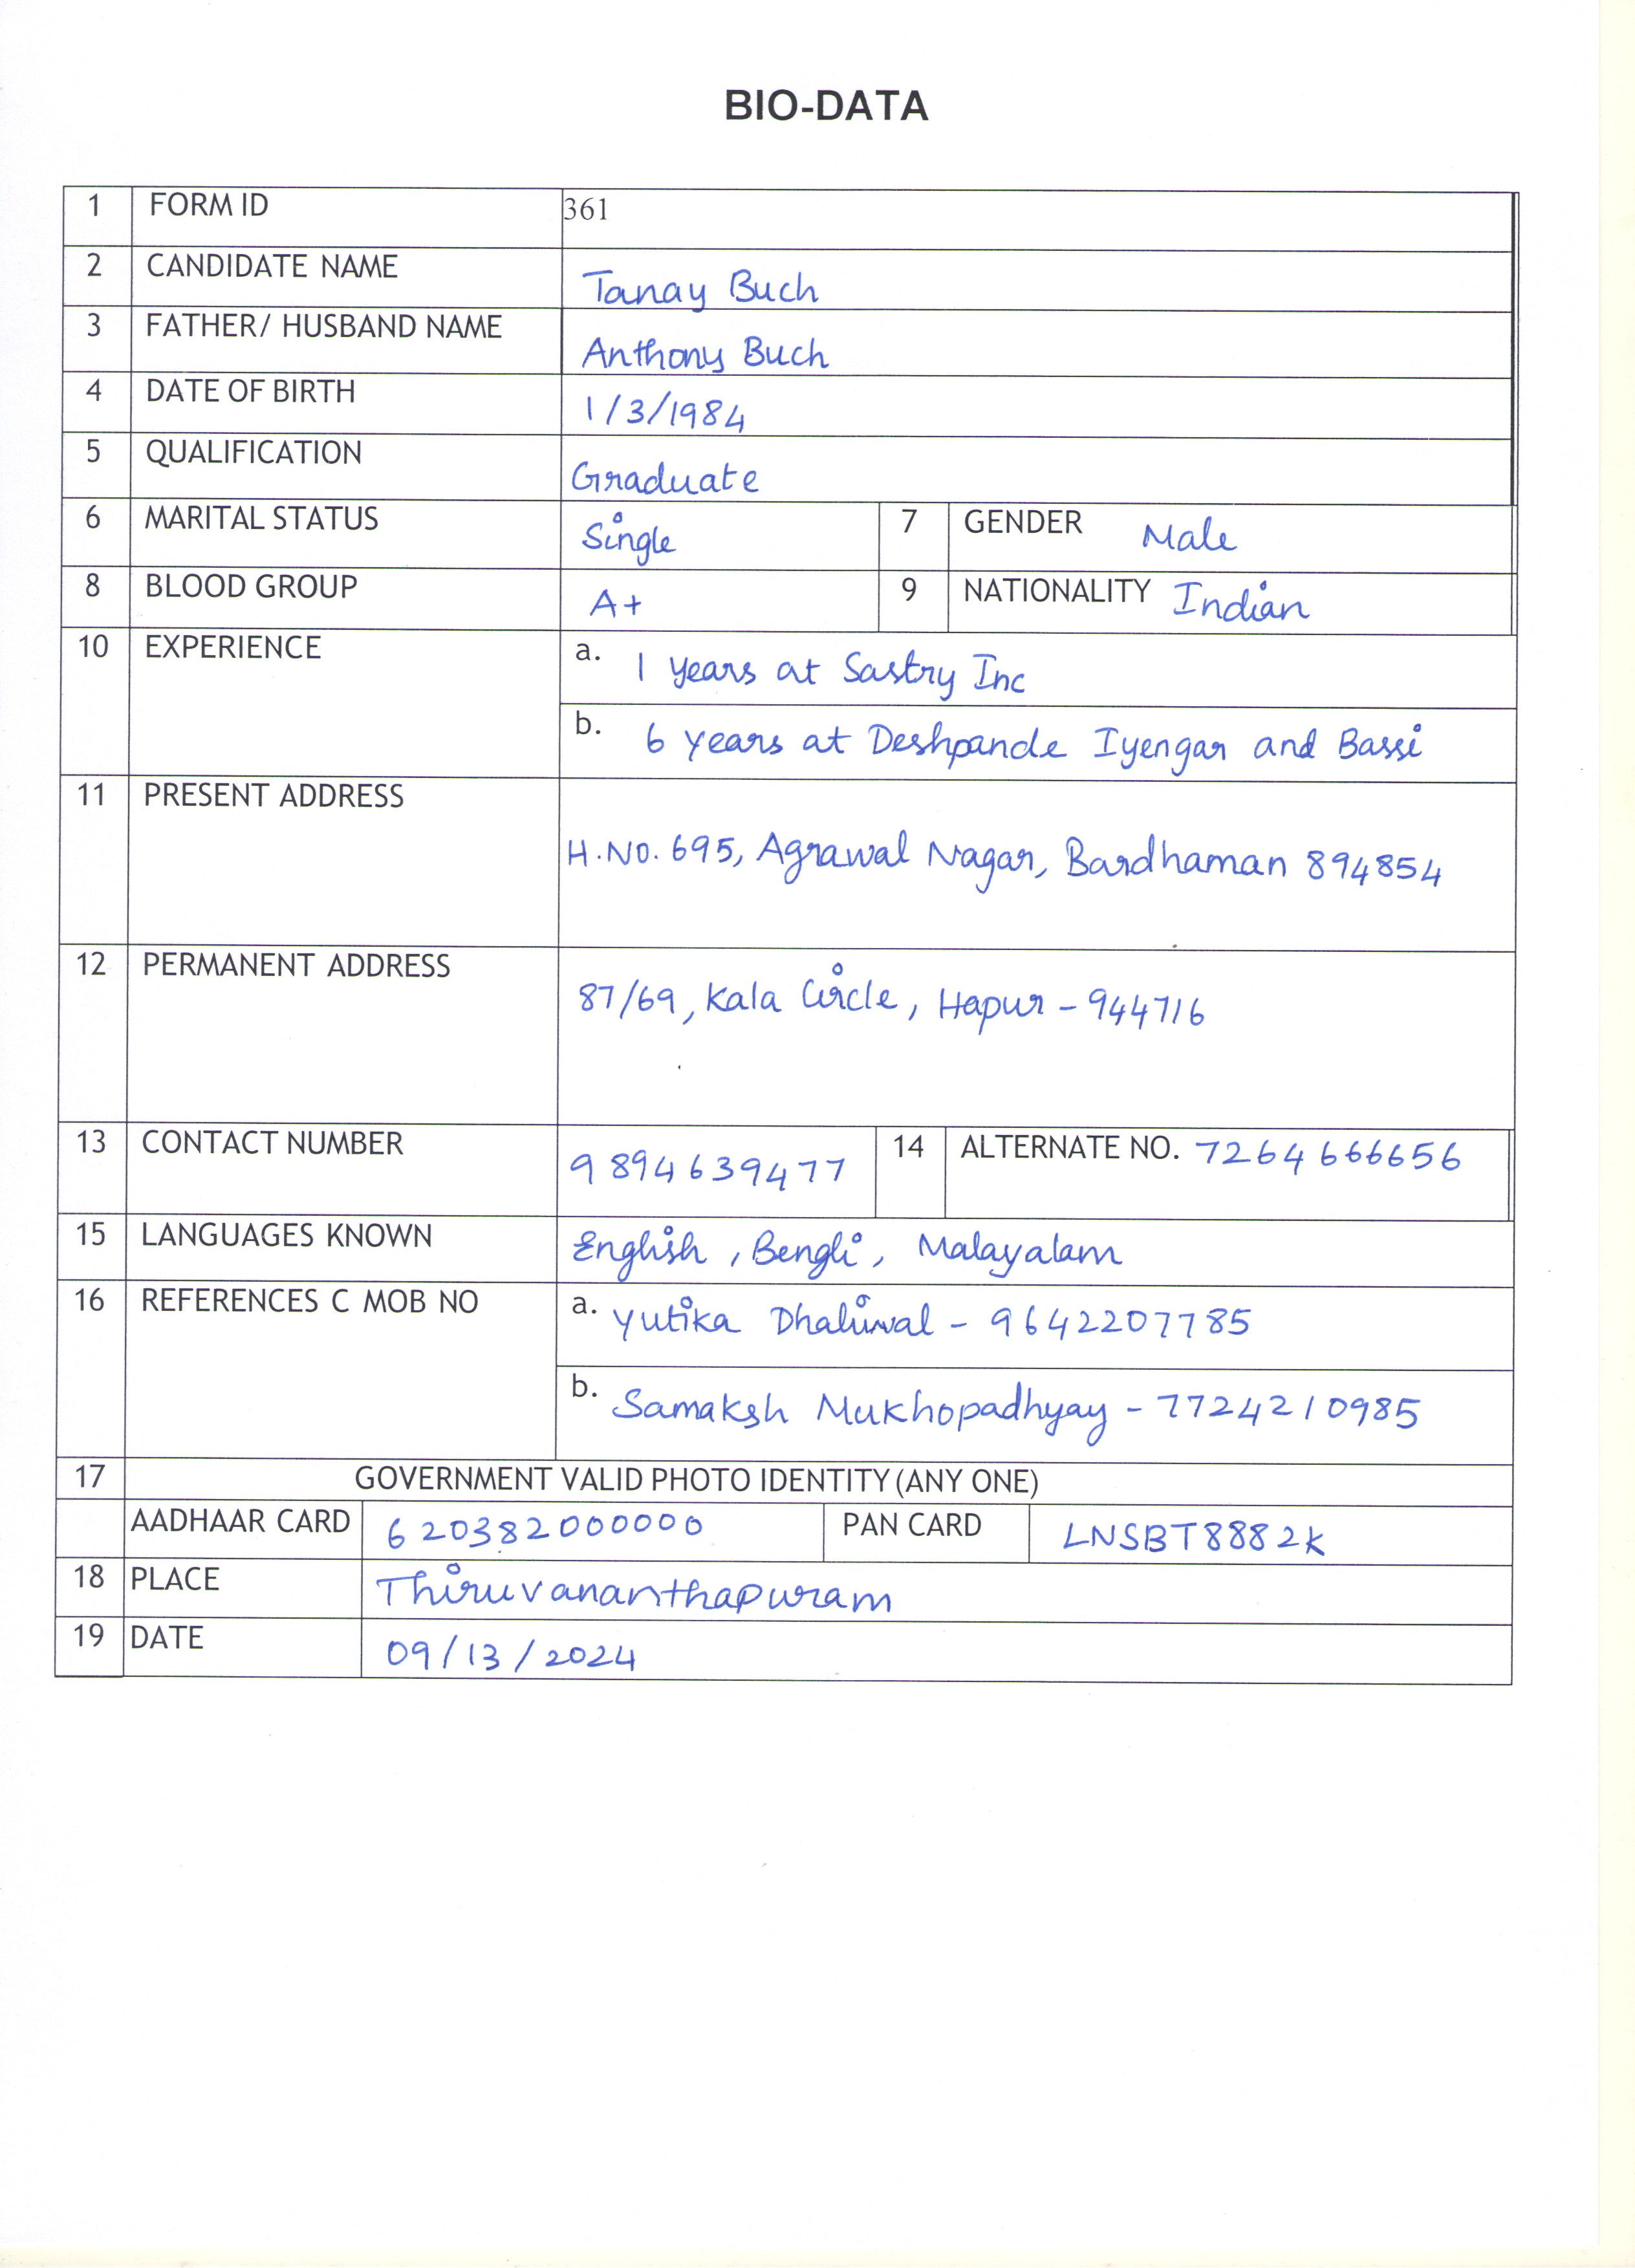 BIO-DATA
1 FORM ID 361
2 CANDIDATE NAME Tanay Buch
3 FATHER/ HUSBAND NAME Anthony Buch
4 DATE OF BIRTH 1/3/1984
5 QUALIFICATION Graduate
6 MARITAL STATUS Single 7 GENDER Male
8 BLOOD GROUP A+ 9 NATIONALITY Indian
10 EXPERIENCE a. 1 years at Sastry Inc
b. 6 years at Deshpande Iyengar and Bassi
11 PRESENT ADDRESS
H.NO. 695, Agrawal Nagar, Bardhaman 894854
12 PERMANENT ADDRESS
87/69, Kala Circle, Hapur - 944716
13 CONTACT NUMBER 9894639477 14 ALTERNATE NO. 7264666656
15 LANGUAGES KNOWN English, Bengli, Malayalam
16 REFERENCES C MOB NO a. Yutika Dhaliwal - 9642207785
b. Samaksh Mukhopadhyay - 7724210985
17 GOVERNMENT VALID PHOTO IDENTITY (ANY ONE)
AADHAAR CARD 620382000000 PAN CARD LNSBT8882K
18 PLACE Thiruvananthapuram
19 DATE 09/13/2024